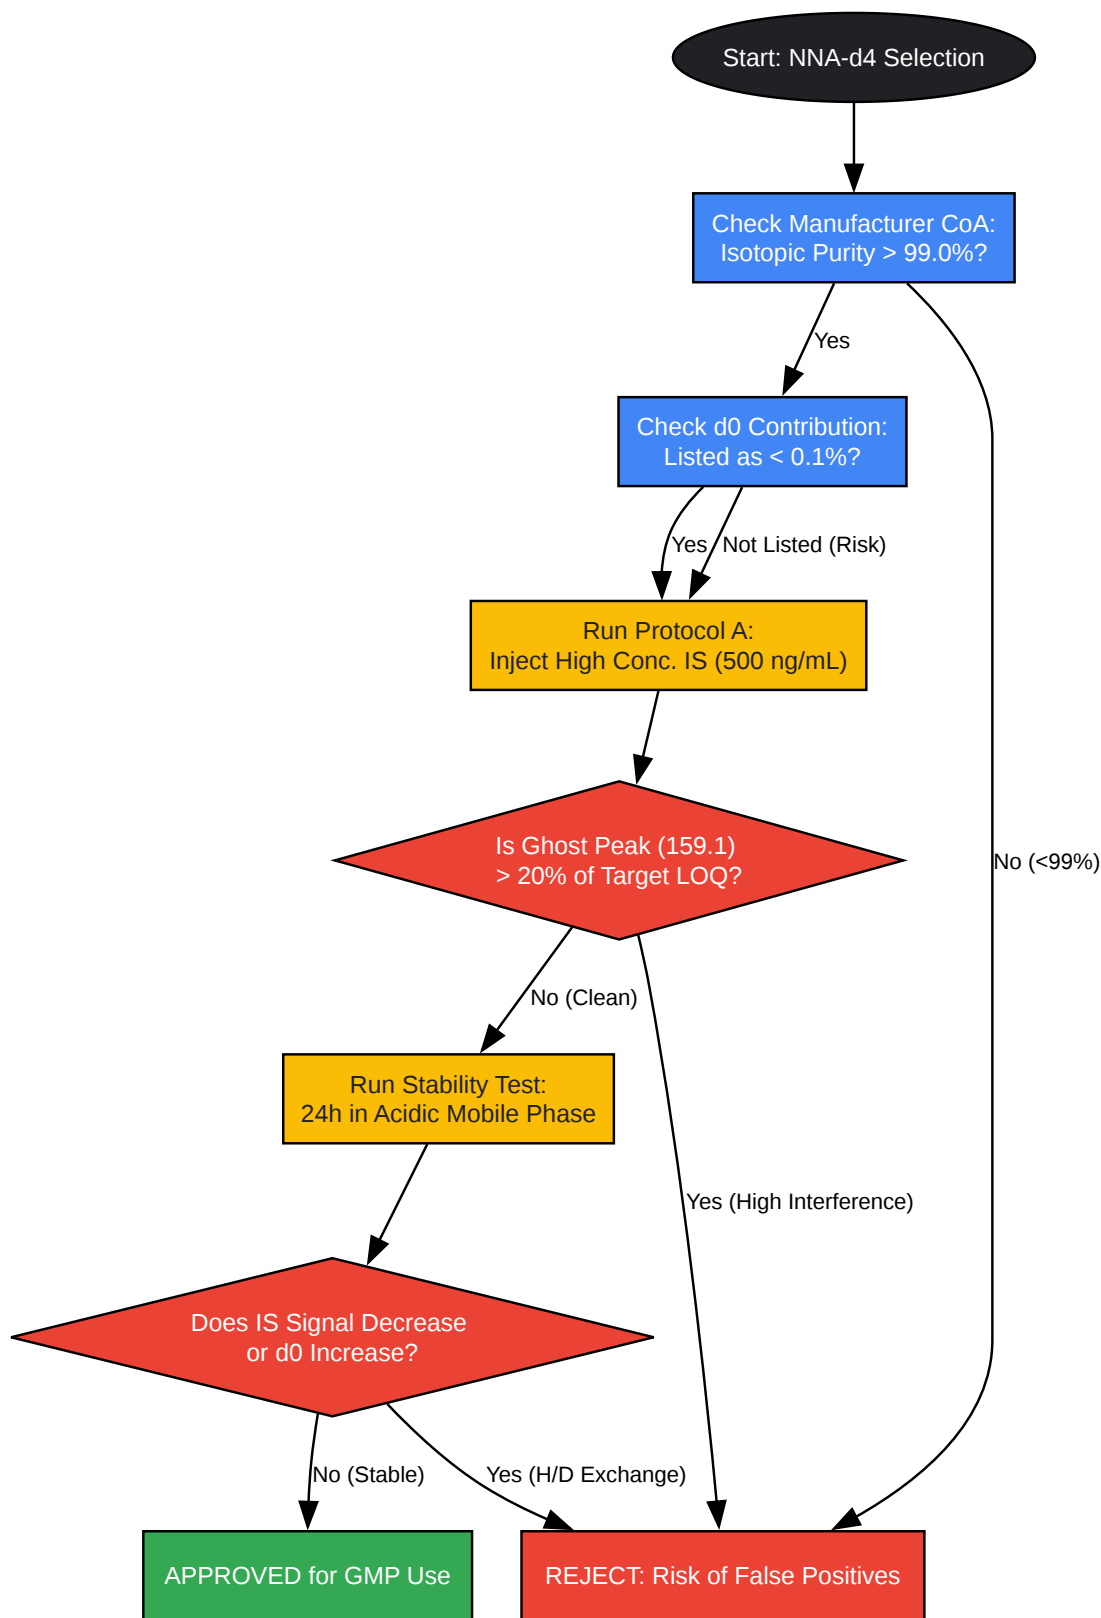 Start: NNA-d4 Selection
Check Manufacturer CoA:
Isotopic Purity > 99.0%?
Yes
Check d0 Contribution:
Listed as < 0.1%?
Yes
Not Listed (Risk)
Run Protocol A:
Inject High Conc. IS (500 ng/mL)
Is Ghost Peak (159.1)
> 20% of Target LOQ?
No (<99%)
No (Clean)
Run Stability Test:
24h in Acidic Mobile Phase
Yes (High Interference)
Does IS Signal Decrease
or d0 Increase?
No (Stable)
Yes (H/D Exchange)
APPROVED for GMP Use
REJECT: Risk of False Positives